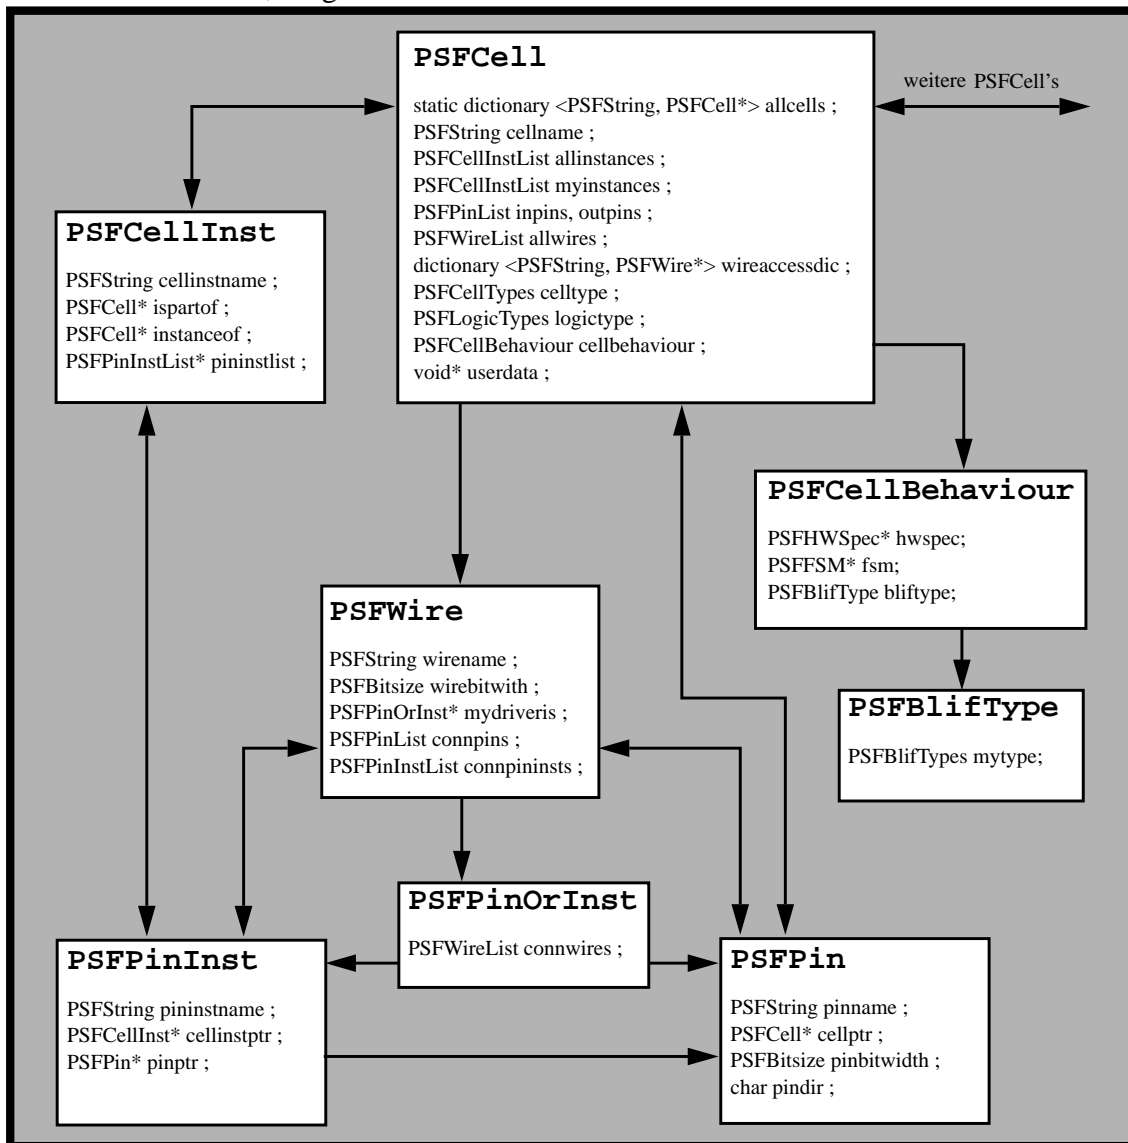 PSFCell
static dictionary <PSFString, PSFCell*> allcells ;
PSFString cellname ;
PSFCellInstList allinstances ;
PSFCellInstList myinstances ;
PSFPinList inpins, outpins ;
PSFWireList allwires ;
dictionary <PSFString, PSFWire*> wireaccessdic ;
PSFCellTypes celltype ;
PSFLogicTypes logictype ;
PSFCellBehaviour cellbehaviour ;
void* userdata ;
weitere PSFCell's
PSFCellInst
PSFString cellinstname ;
PSFCell* ispartof ;
PSFCell* instanceof ;
PSFPinInstList* pininstlist ;
PSFCellBehaviour
PSFHWSpec* hwspec;
PSFFSM* fsm;
PSFBlifType bliftype;
PSFWire
PSFString wirename ;
PSFBitsize wirebitwith ;
PSFPinOrInst* mydriveris ;
PSFPinList connpins ;
PSFPinInstList connpininsts ;
PSFBlifType
PSFBlifTypes mytype;
PSFPinOrInst
PSFWireList connwires ;
PSFPinInst
PSFString pininstname ;
PSFCellInst* cellinstptr ;
PSFPin* pinptr ;
PSFPin
PSFString pinname ;
PSFCell* cellptr ;
PSFBitsize pinbitwidth ;
char pindir ;